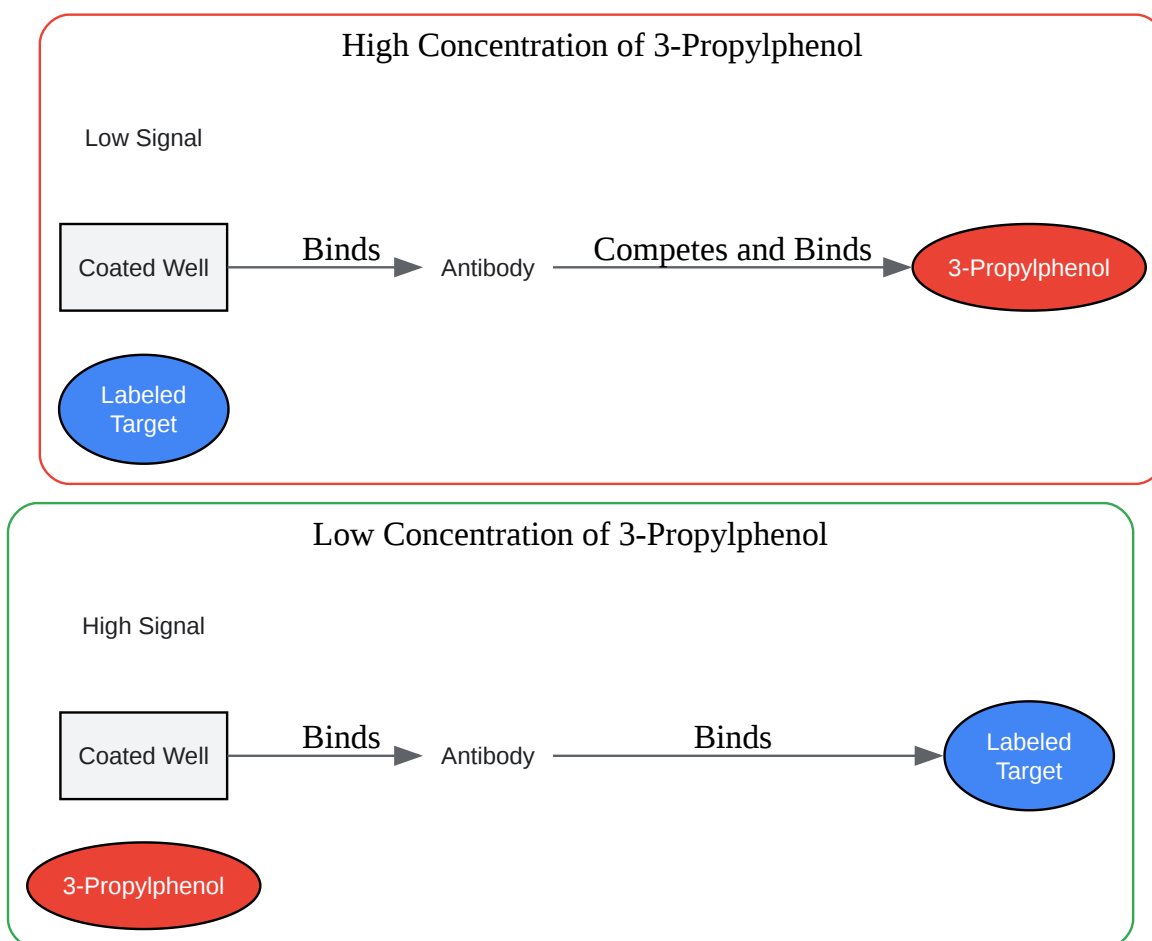 High Concentration of 3-Propylphenol
Low Signal
Coated Well
Binds
Antibody
Competes and Binds
3-Propylphenol
Labeled
Target
Low Concentration of 3-Propylphenol
High Signal
Coated Well
Binds
Antibody
Binds
Labeled
Target
3-Propylphenol